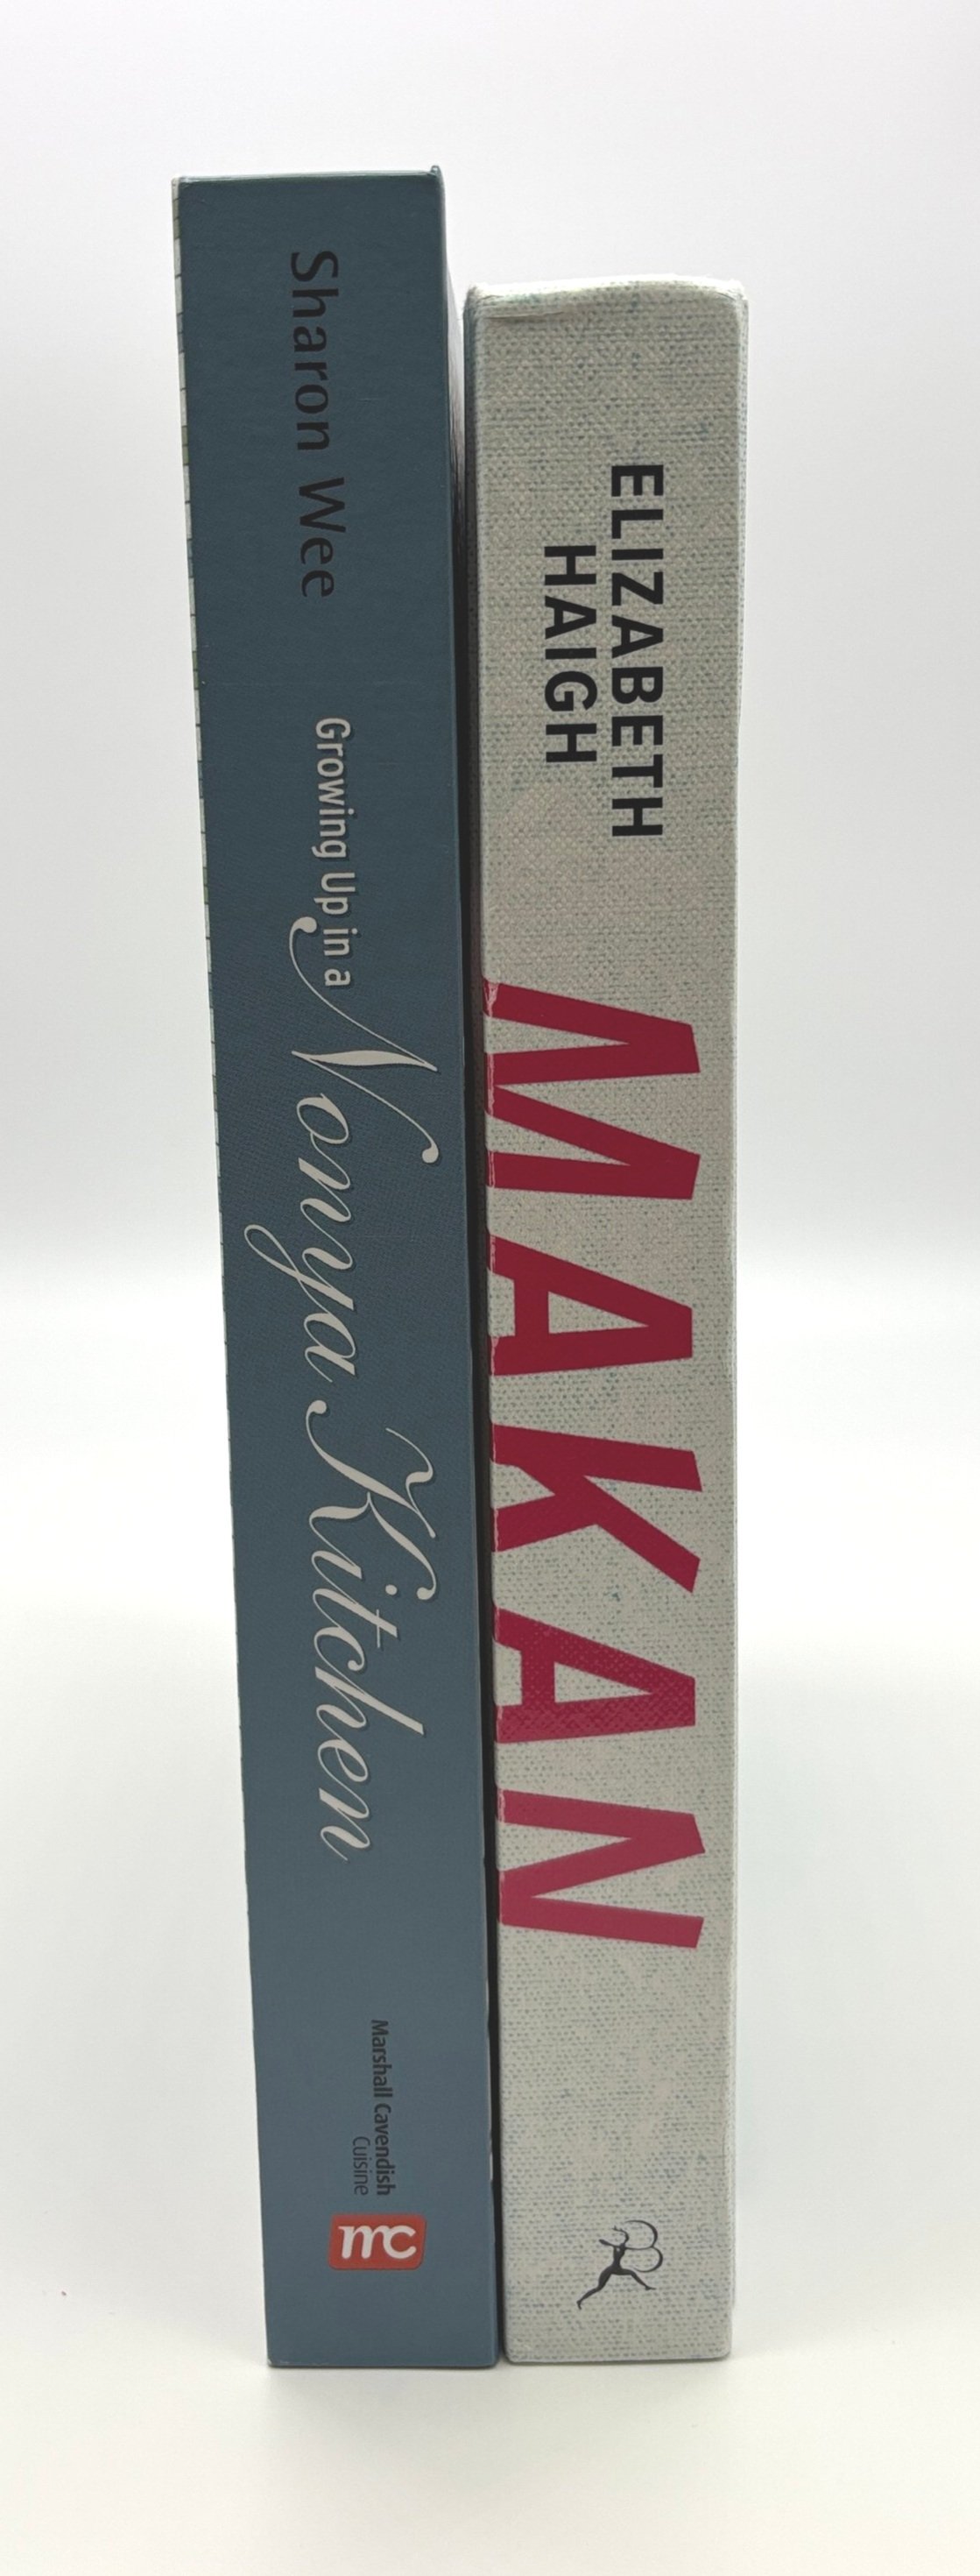 Sharon Wee
Growing Up in a
Nonya Kitchen
Marshall Cavendish
Cuisine
mc
ELIZABETH
HAIGH
MAKAN